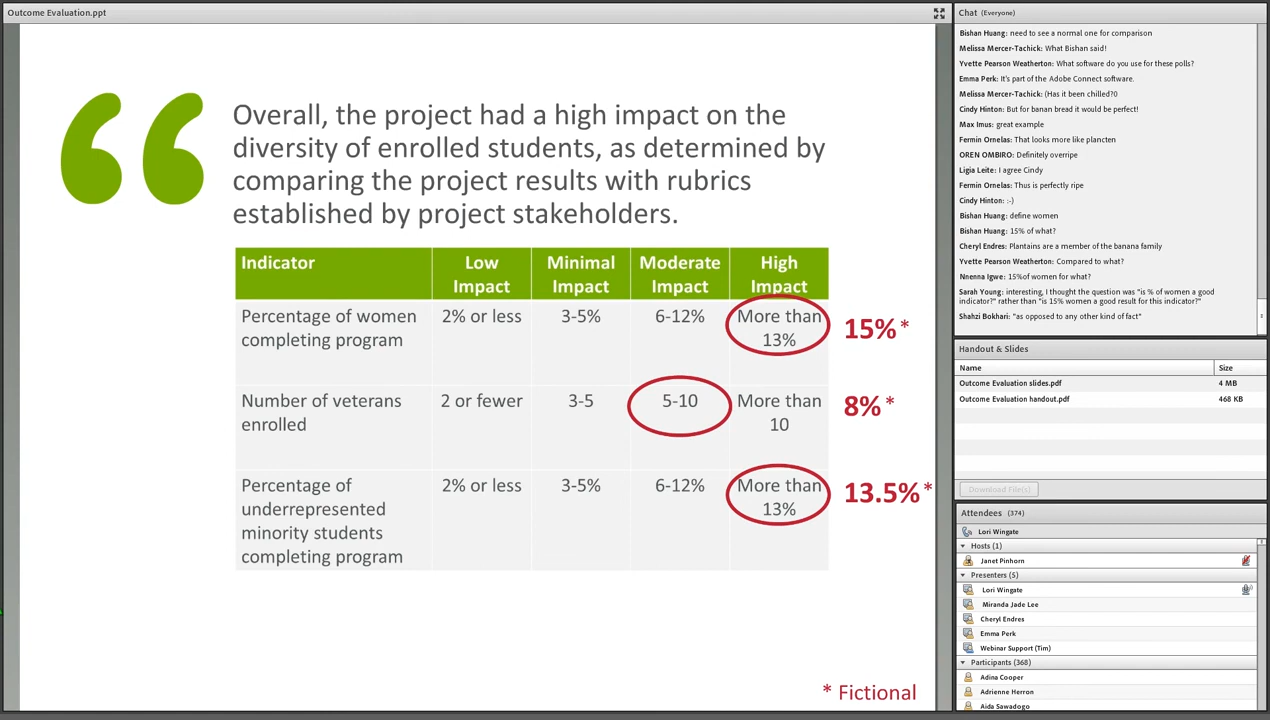 Outcome Evaluation.ppt
Overall, the project had a high impact on the
diversity of enrolled students, as determined by
comparing the project results with rubrics
established by project stakeholders.
Indicator
Low
Impact
Minimal
Impact
Moderate
Impact
High
Impact
Percentage of women
completing program
2% or less
3-5%
6-12%
More than
13%
15%*
Number of veterans
enrolled
2 or fewer
3-5
5-10
More than
10
8%*
Percentage of
underrepresented
minority students
completing program
2% or less
3-5%
6-12%
More than
13%
13.5%*
* Fictional
Chat (Everyone)
Bishan Huang: need to see a normal one for comparison
Melissa Mercer-Tachick: What Bishan said!
Yvette Pearson Weatherton: What software do you use for these polls?
Emma Perk: It's part of the Adobe Connect software.
Melissa Mercer-Tachick: (Has it been chilled?0
Cindy Hinton: But for banan bread it would be perfect!
Max Imus: great example
Fermin Ornelas: That looks more like plancten
OREN OMBIRO: Definitely overripe
Ligia Leite: I agree Cindy
Fermin Ornelas: Thus is perfectly ripe
Cindy Hinton: :-)
Bishan Huang: define women
Bishan Huang: 15% of what?
Cheryl Endres: Plantains are a member of the banana family
Yvette Pearson Weatherton: Compared to what?
Nnenna Igwe: 15%of women for what?
Sarah Young: interesting, I thought the question was "is % of women a good
indicator?" rather than "is 15% women a good result for this indicator?"
Shahzi Bokhari: "as opposed to any other kind of fact"
Handout & Slides
Name
Size
Outcome Evaluation slides.pdf
4 MB
Outcome Evaluation handout.pdf
468 KB
Download File(s)
Attendees (374)
Lori Wingate
Hosts (1)
Janet Pinhorn
Presenters (5)
Lori Wingate
Miranda Jade Lee
Cheryl Endres
Emma Perk
Webinar Support (Tim)
Participants (368)
Adina Cooper
Adrienne Herron
Aida Sawadogo